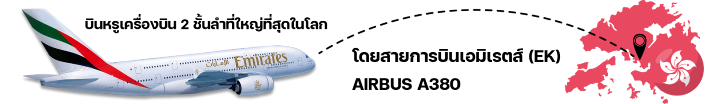 บินหรูเครื่องบิน 2 ชั้นลำที่ใหญ่ที่สุดในโลก
Emirates
โดยสายการบินเอมิเรตส์ (EK)
AIRBUS A380